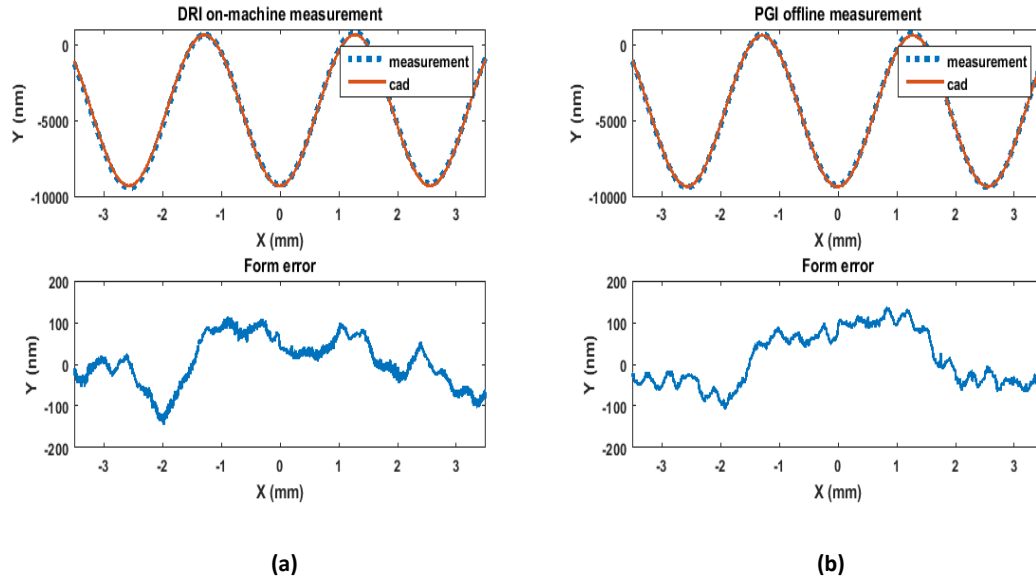 DRI on-machine measurement
0
-5000
-10000
Y (nm)
measurement
cad
-3 -2 -1 0 1 2 3
X (mm)
Form error
200
100
0
-100
-200
Y (nm)
-3 -2 -1 0 1 2 3
X (mm)
(a)
PGI offline measurement
0
-5000
-10000
Y (nm)
measurement
cad
-3 -2 -1 0 1 2 3
X (mm)
Form error
200
100
0
-100
-200
Y (nm)
-3 -2 -1 0 1 2 3
X (mm)
(b)